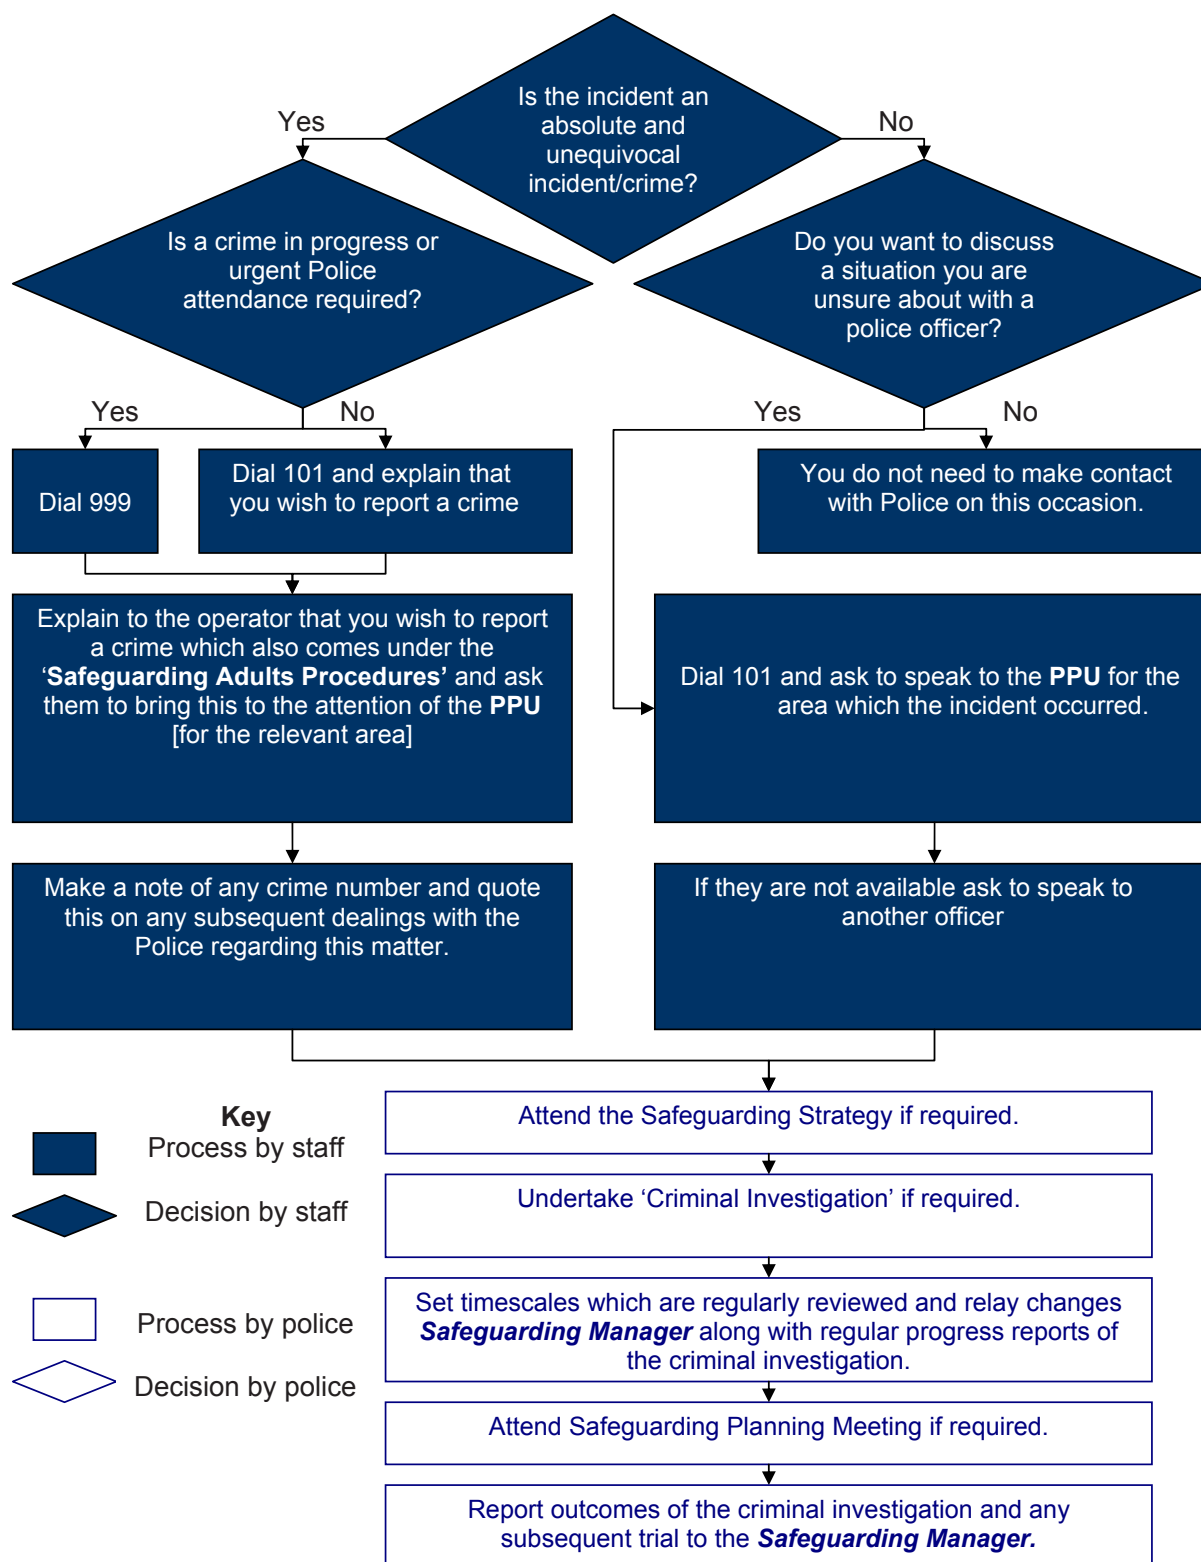 Is the incident an
absolute and
unequivocal
incident/crime?
Yes
No
Is a crime in progress or
urgent Police
attendance required?
Do you want to discuss
a situation you are
unsure about with a
police officer?
Yes
No
Yes
No
Dial 999
Dial 101 and explain that
you wish to report a crime
You do not need to make contact
with Police on this occasion.
Explain to the operator that you wish to report
a crime which also comes under the
‘Safeguarding Adults Procedures’ and ask
them to bring this to the attention of the PPU
[for the relevant area]
Dial 101 and ask to speak to the PPU for the
area which the incident occurred.
Make a note of any crime number and quote
this on any subsequent dealings with the
Police regarding this matter.
If they are not available ask to speak to
another officer
Key
Process by staff
Decision by staff
Process by police
Decision by police
Attend the Safeguarding Strategy if required.
Undertake ‘Criminal Investigation’ if required.
Set timescales which are regularly reviewed and relay changes
Safeguarding Manager along with regular progress reports of
the criminal investigation.
Attend Safeguarding Planning Meeting if required.
Report outcomes of the criminal investigation and any
subsequent trial to the Safeguarding Manager.